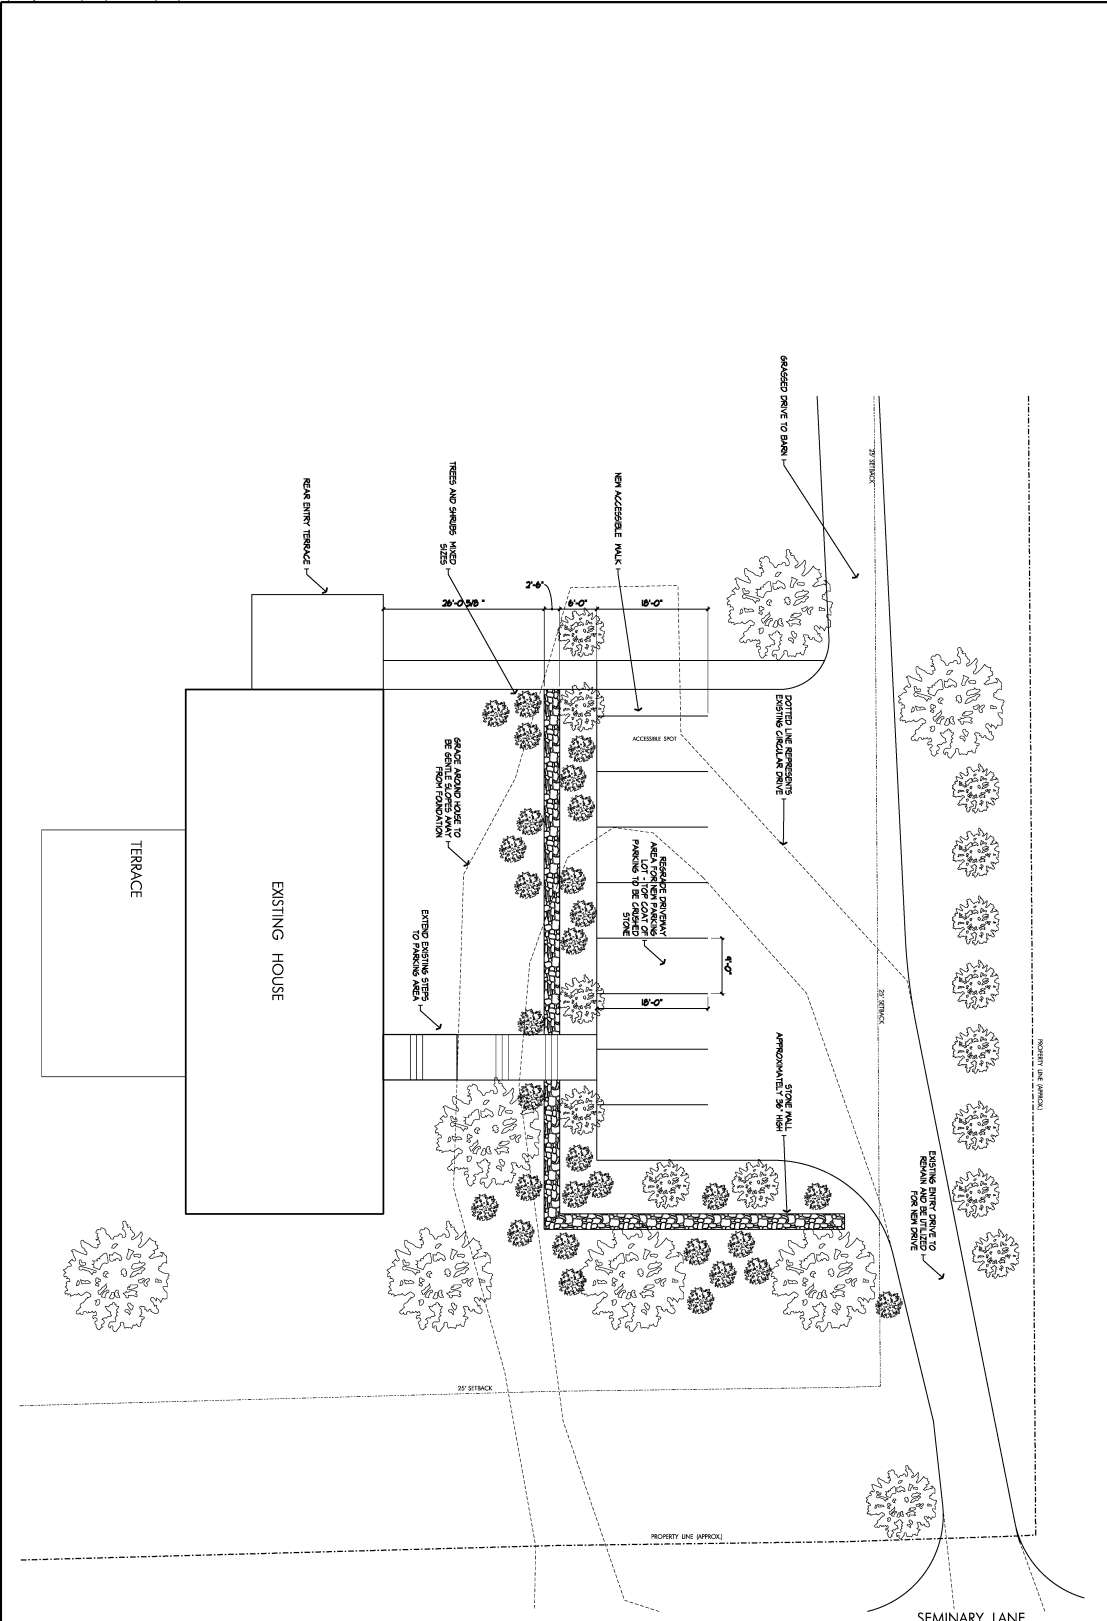 GRASSED DRIVE TO BARN
25' SETBACK
NEW ACCESSIBLE WALK
TREES AND SHRUBS MIXED
SIZES
REAR ENTRY TERRACE
26'-0 5/8 "
2'-6"
6'-0"
18'-0"
DOTTED LINE REPRESENTS
EXISTING CIRCULAR DRIVE
ACCESSIBLE SPOT
GRADE AROUND HOUSE TO
BE GENTLE SLOPES AWAY
FROM FOUNDATION
REGRADE DRIVEWAY
AREA FOR NEW PARKING
LOT - TOP COAT OF
PARKING TO BE CRUSHED
STONE
TERRACE
EXISTING HOUSE
EXTEND EXISTING STEPS
TO PARKING AREA
9'-0"
18'-0"
25' SETBACK
STONE WALL
APPROXIMATELY 36" HIGH
PROPERTY LINE (APPROX.)
EXISTING ENTRY DRIVE TO
REMAIN AND BE UTILIZED
FOR NEW DRIVE
25' SETBACK
PROPERTY LINE (APPROX.)
SEMINARY LANE